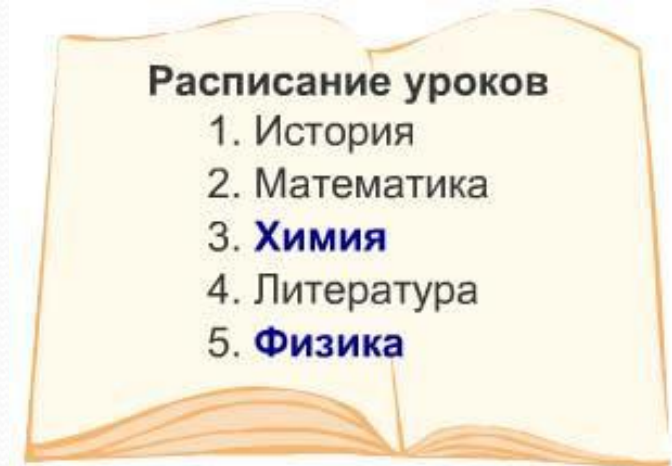 Расписание уроков
1. История
2. Математика
3. Химия
4. Литература
5. Физика